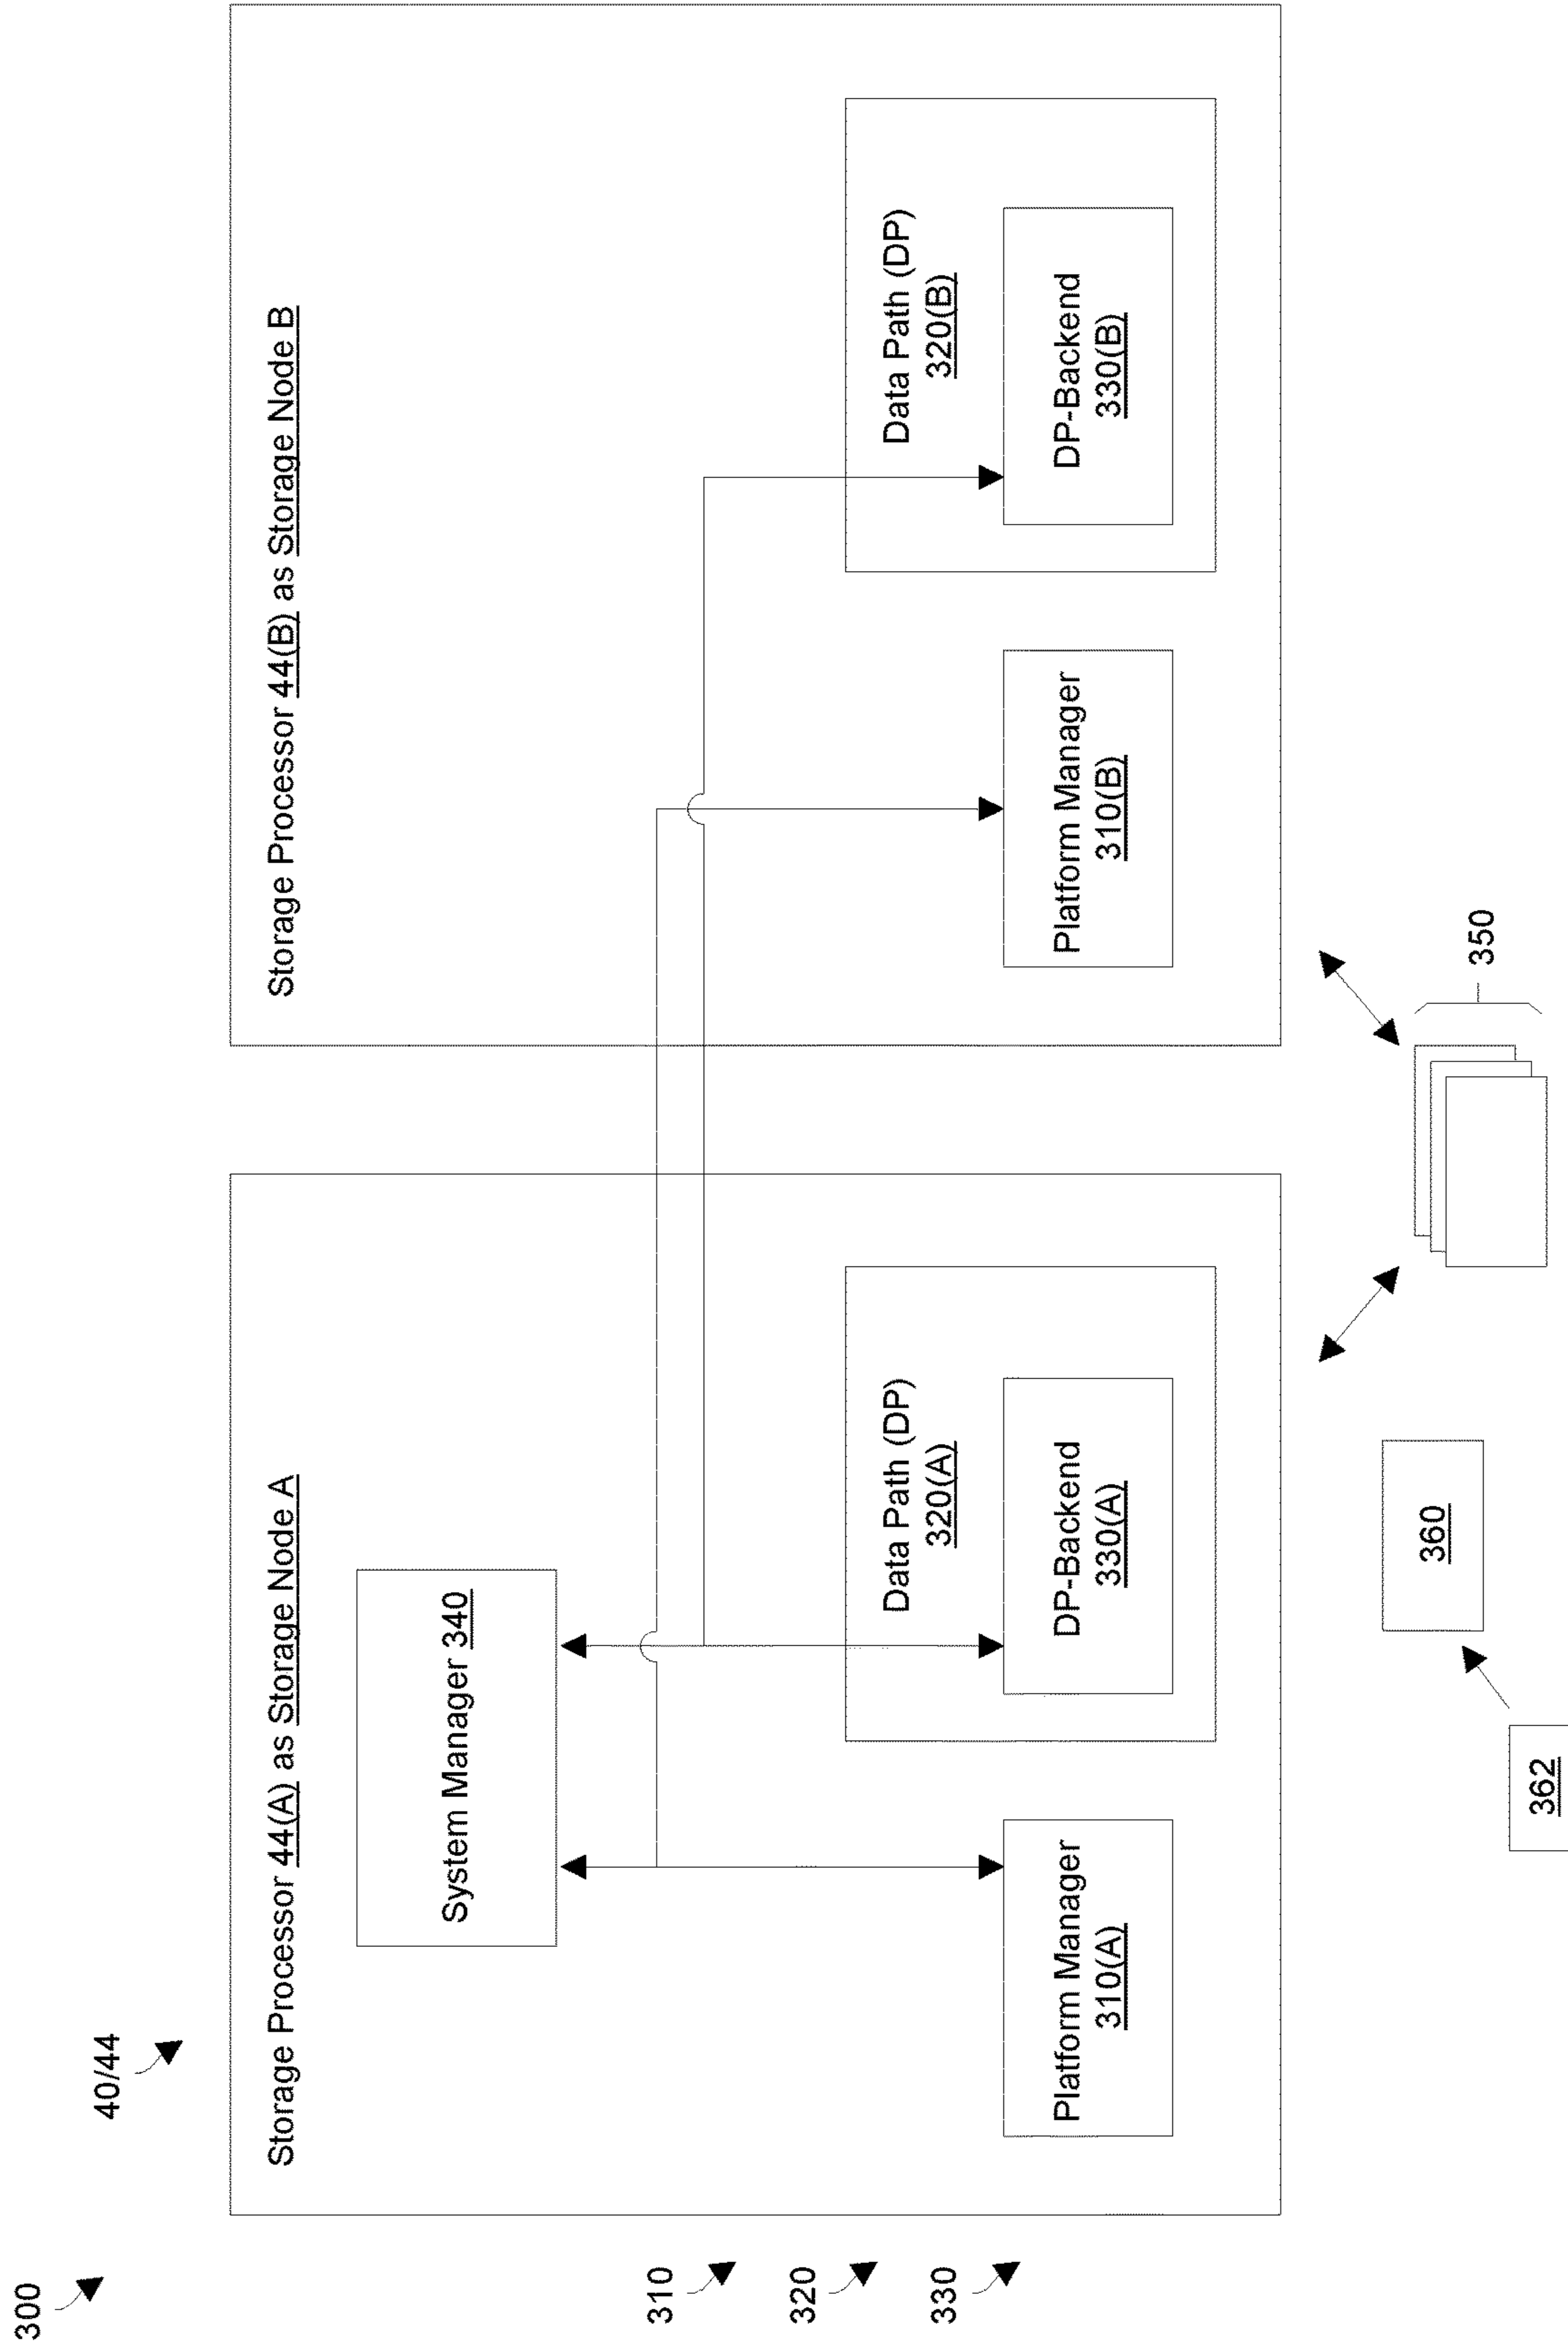 300
40/44
Storage Processor 44(A) as Storage Node A
System Manager 340
Platform Manager
310(A)
Data Path (DP)
320(A)
DP-Backend
330(A)
Storage Processor 44(B) as Storage Node B
Platform Manager
310(B)
Data Path (DP)
320(B)
DP-Backend
330(B)
310
320
330
350
360
362